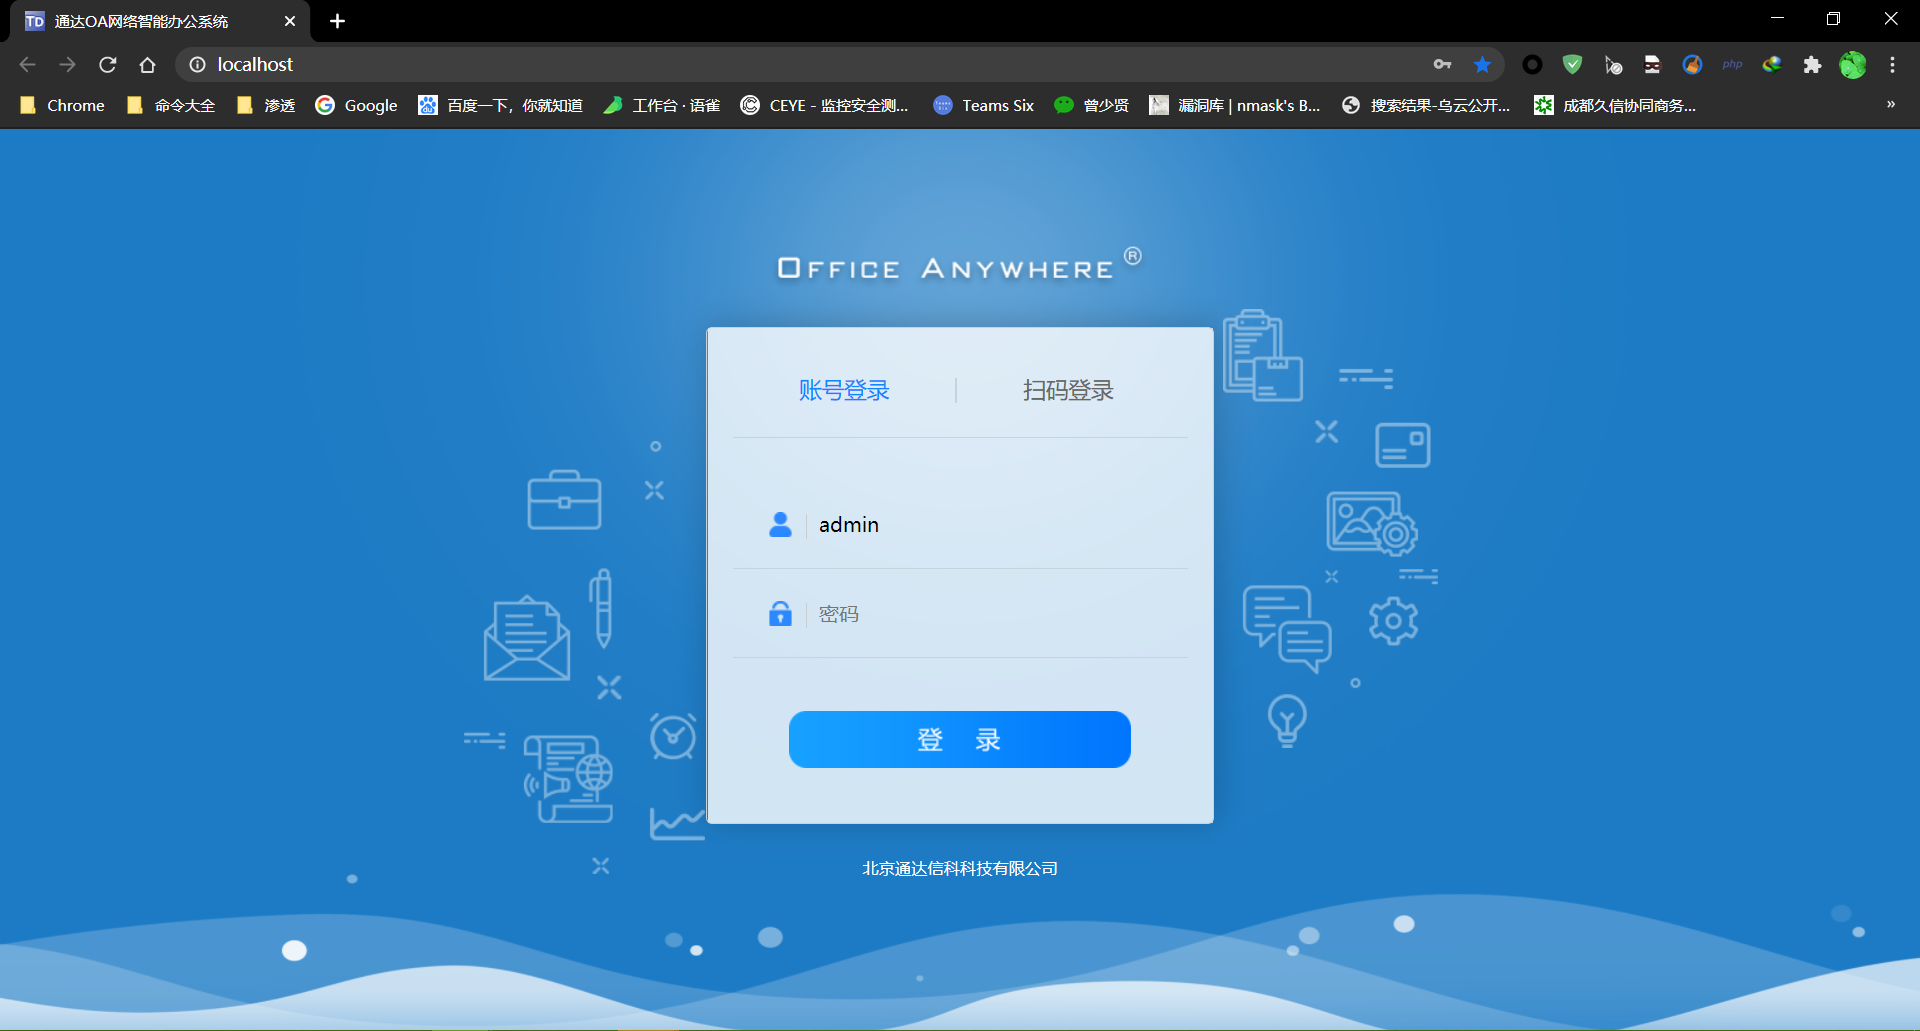 TD 通达OA网络智能办公系统
localhost
php
Chrome 命令大全 渗透 Google 百度一下，你就知道 工作台 · 语雀 CEYE - 监控安全测... Teams Six 曾少贤 漏洞库 | nmask's B... 搜索结果-乌云公开... 成都久信协同商务... »
OFFICE ANYWHERE ®
账号登录 扫码登录
admin
密码
登 录
北京通达信科科技有限公司